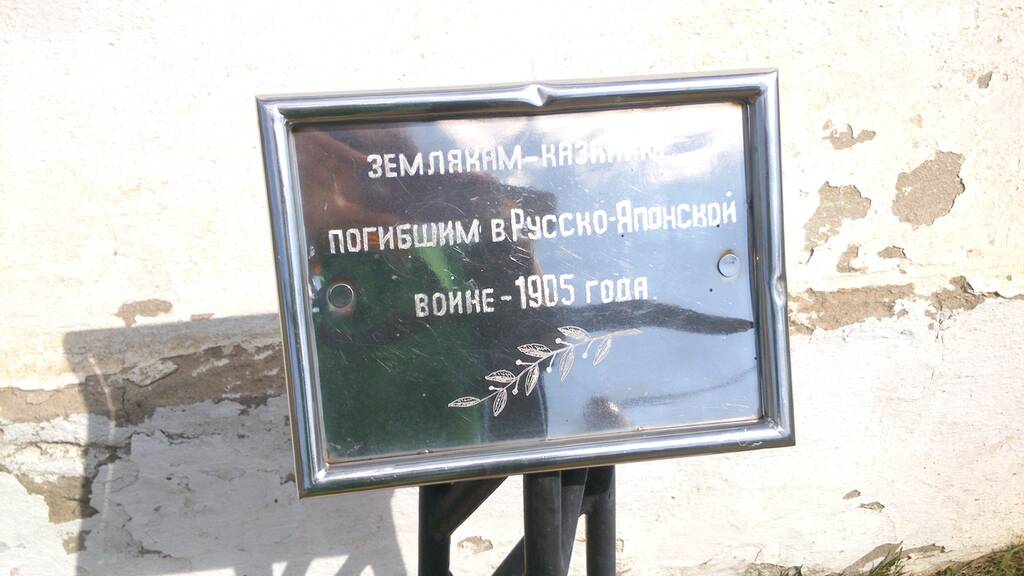 ЗЕМЛЯКАМ-КАЗАКАМ
ПОГИБШИМ В РУССКО-ЯПОНСКОЙ
ВОЙНЕ-1905 ГОДА